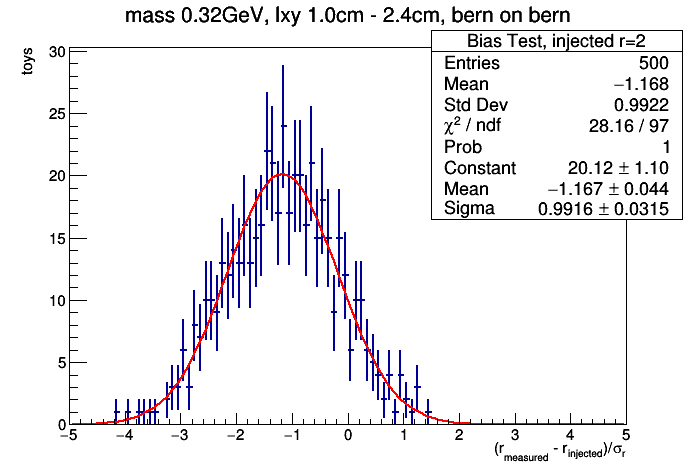 mass 0.32GeV, lxy 1.0cm - 2.4cm, bern on bern
Bias Test, injected r=2
Entries 500
Mean −1.168
Std Dev 0.9922
χ² / ndf 28.16 / 97
Prob 1
Constant 20.12 ± 1.10
Mean −1.167 ± 0.044
Sigma 0.9916 ± 0.0315
toys
30
25
20
15
10
5
0
−5 −4 −3 −2 −1 0 1 2 3 4 5
(r_measured - r_injected)/σ_r